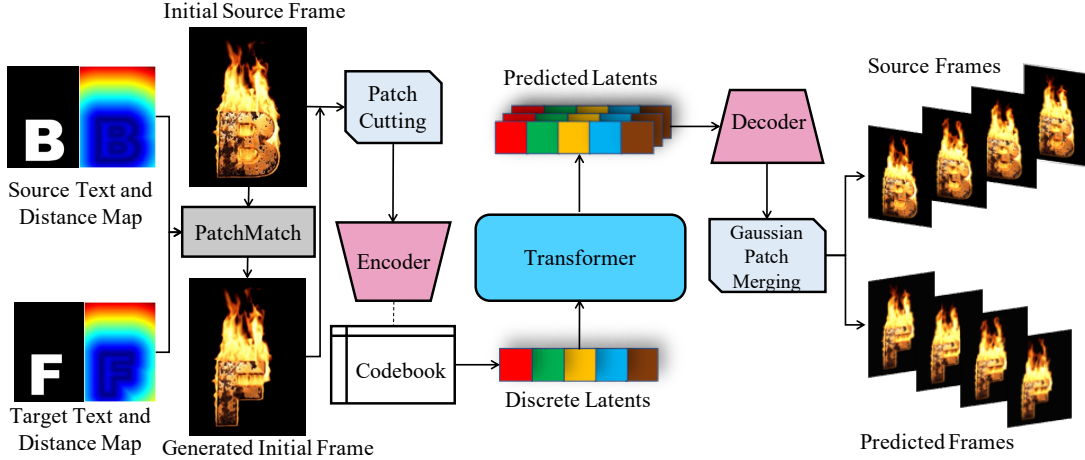 Initial Source Frame
B
B
Source Text and
Distance Map
PatchMatch
F
F
Target Text and
Distance Map
Generated Initial Frame
Patch
Cutting
Encoder
Codebook
Discrete Latents
Transformer
Predicted Latents
Decoder
Gaussian
Patch
Merging
Source Frames
Predicted Frames